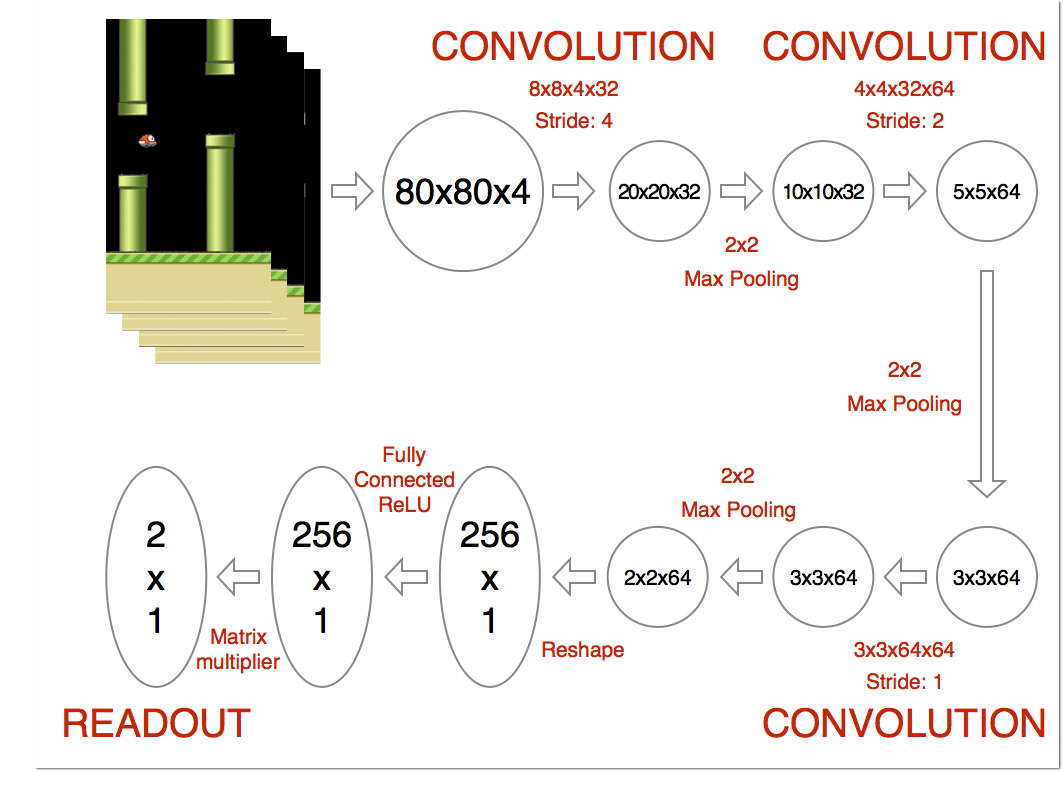 CONVOLUTION
8x8x4x32
Stride: 4
CONVOLUTION
4x4x32x64
Stride: 2
80x80x4
20x20x32
10x10x32
5x5x64
2x2
Max Pooling
2x2
Max Pooling
2x2
Max Pooling
Fully
Connected
ReLU
2
x
1
256
x
1
256
x
1
2x2x64
3x3x64
3x3x64
Matrix
multiplier
Reshape
3x3x64x64
Stride: 1
READOUT
CONVOLUTION